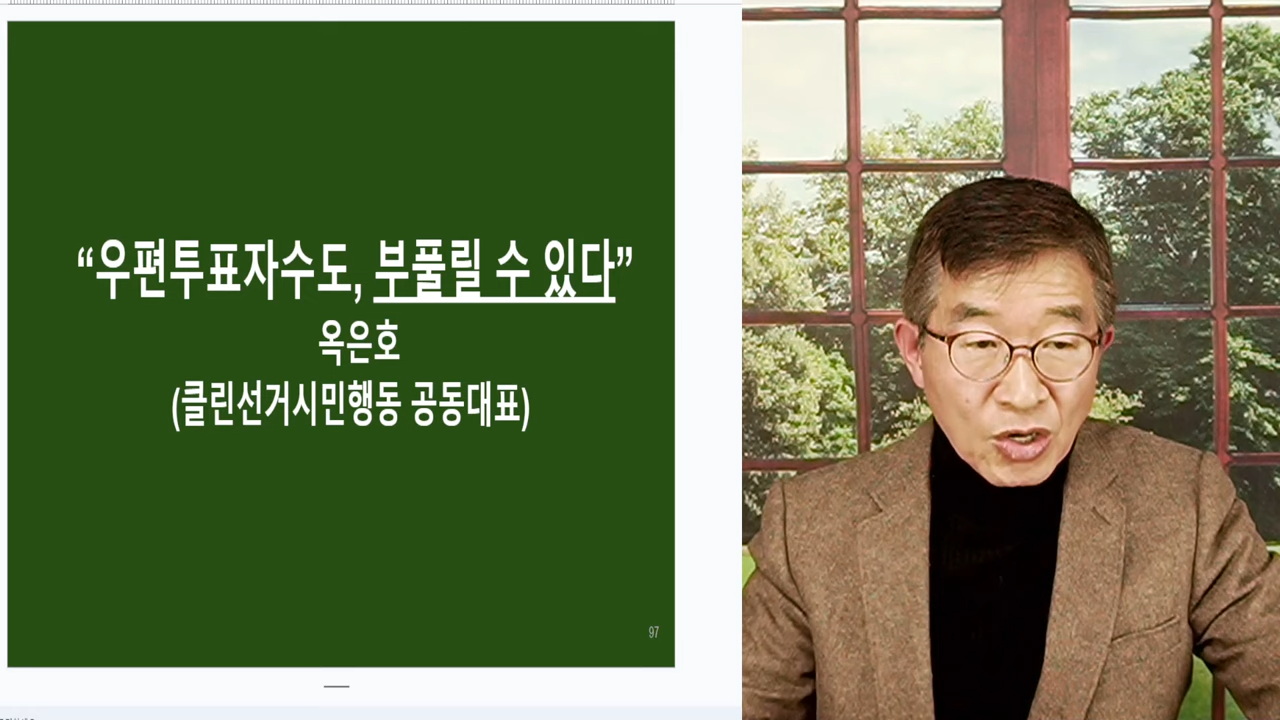 “우편투표자수도, 부풀릴 수 있다”
옥은호
(클린선거시민행동 공동대표)
97